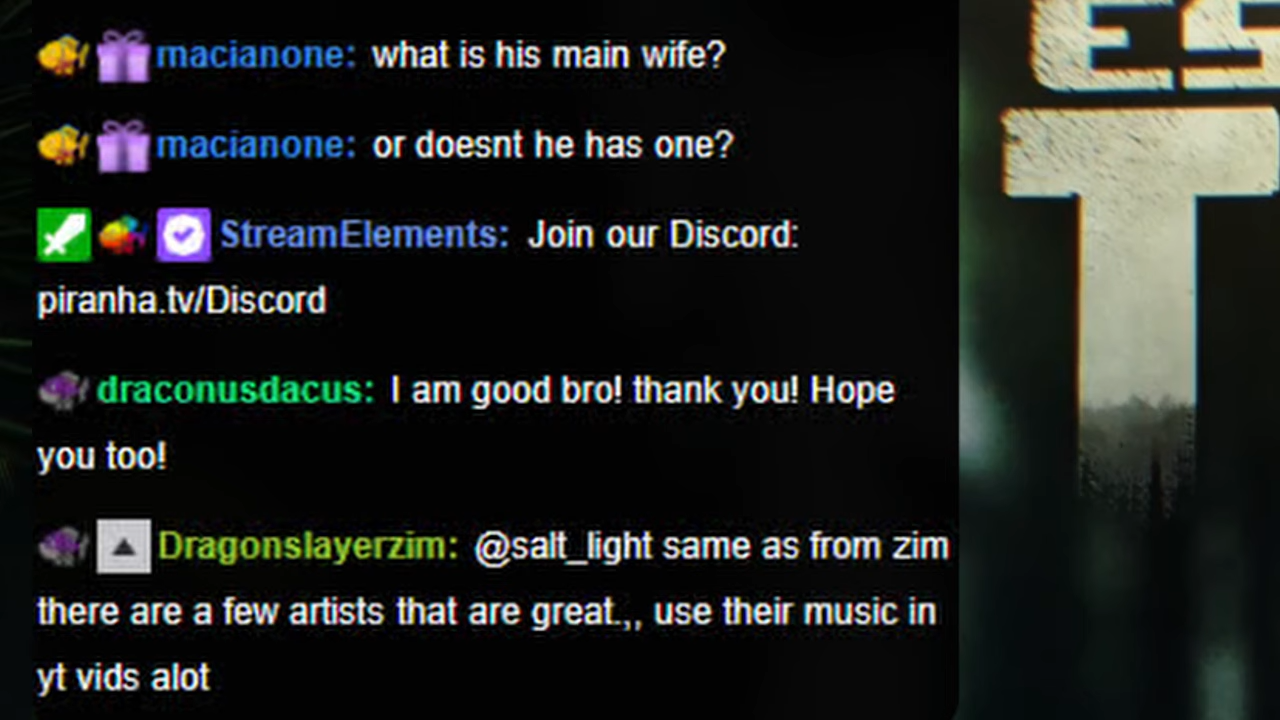 macianone: what is his main wife?
macianone: or doesnt he has one?
StreamElements: Join our Discord:
piranha.tv/Discord
draconusdacus: I am good bro! thank you! Hope
you too!
Dragonslayerzim: @salt_light same as from zim
there are a few artists that are great.,, use their music in
yt vids alot
ES
T